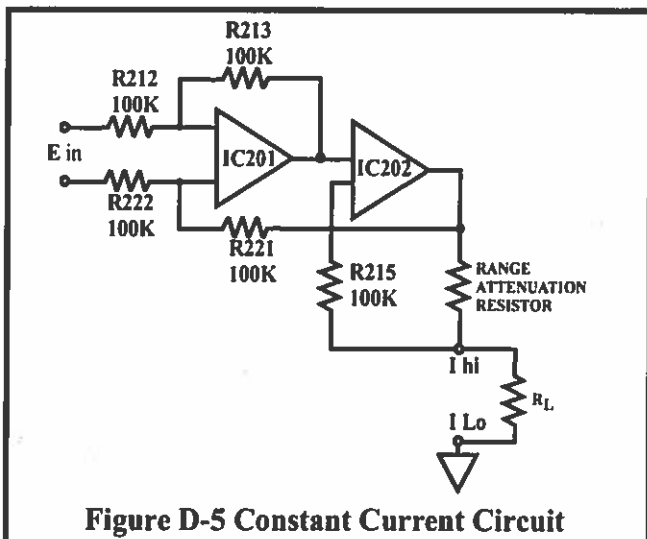 R213
100K
R212
100K
E in
IC201
IC202
R222
100K
R221
100K
R215
100K
RANGE
ATTENUATION
RESISTOR
I hi
RL
I Lo
Figure D-5 Constant Current Circuit